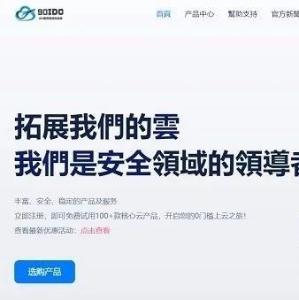 90IDC
首頁 产品中心 幫助支持 官方新聞
拓展我們的雲
我們是安全領域的領導者
丰富、安全、稳定的产品及服务
立即注册，即可免费试用100+款核心云产品，开启您的0门槛上云之旅！
查看最新优惠活动：点击查看
选购产品